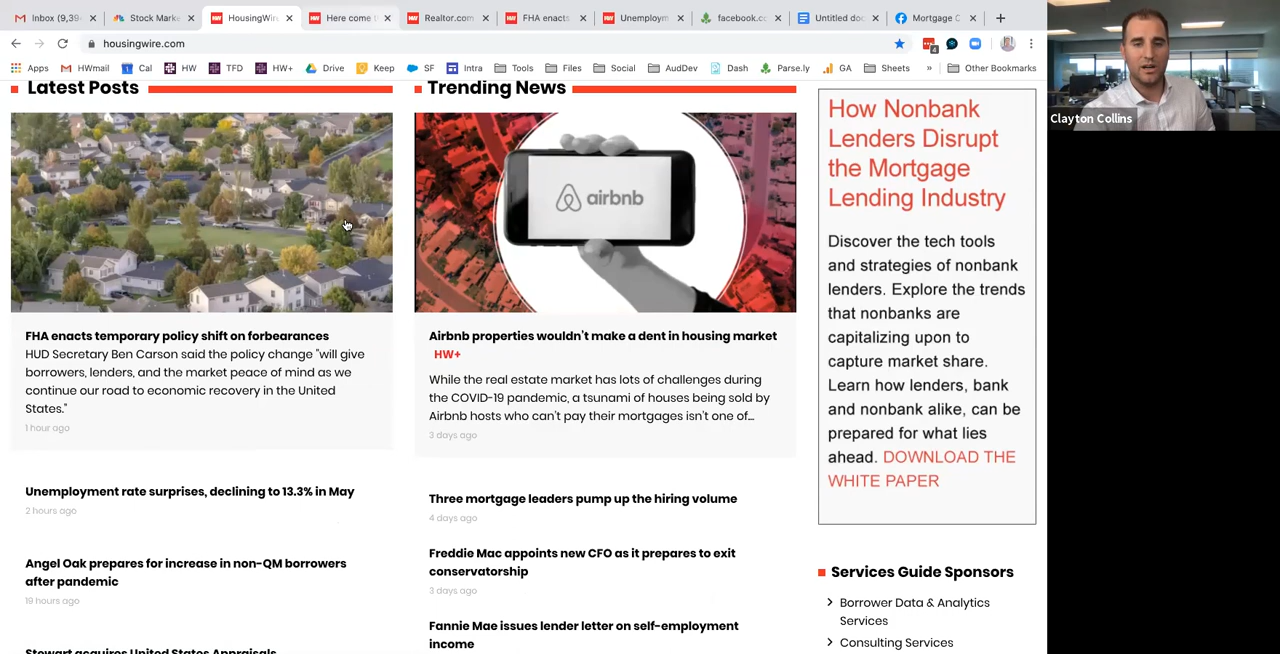 Inbox (9,39
Stock Marke
HousingWire
Here come t
Realtor.com
FHA enacts
Unemploym
facebook.co
Untitled doc
Mortgage C
housingwire.com
Apps
HWmail
Cal
HW
TFD
HW+
Drive
Keep
SF
Intra
Tools
Files
Social
AudDev
Dash
Parse.ly
GA
Sheets
»
Other Bookmarks
Clayton Collins
Latest Posts
FHA enacts temporary policy shift on forbearances
HUD Secretary Ben Carson said the policy change "will give
borrowers, lenders, and the market peace of mind as we
continue our road to economic recovery in the United
States."
1 hour ago
Unemployment rate surprises, declining to 13.3% in May
2 hours ago
Angel Oak prepares for increase in non-QM borrowers
after pandemic
19 hours ago
Stewart acquires United States Appraisals
Trending News
airbnb
Airbnb properties wouldn't make a dent in housing market
HW+
While the real estate market has lots of challenges during
the COVID-19 pandemic, a tsunami of houses being sold by
Airbnb hosts who can't pay their mortgages isn't one of...
3 days ago
Three mortgage leaders pump up the hiring volume
4 days ago
Freddie Mac appoints new CFO as it prepares to exit
conservatorship
3 days ago
Fannie Mae issues lender letter on self-employment
income
How Nonbank
Lenders Disrupt
the Mortgage
Lending Industry
Discover the tech tools
and strategies of nonbank
lenders. Explore the trends
that nonbanks are
capitalizing upon to
capture market share.
Learn how lenders, bank
and nonbank alike, can be
prepared for what lies
ahead. DOWNLOAD THE
WHITE PAPER
Services Guide Sponsors
Borrower Data & Analytics
Services
Consulting Services